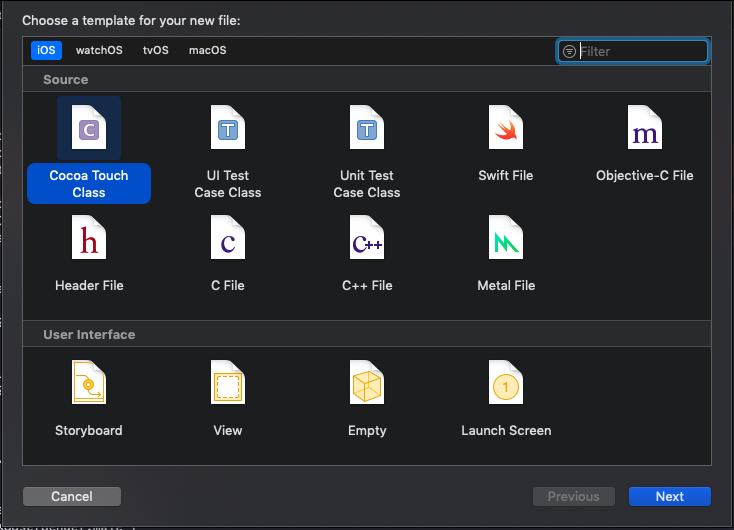 Choose a template for your new file:
iOS watchOS tvOS macOS Filter
Source
C T T m
Cocoa Touch Class
UI Test Case Class
Unit Test Case Class
Swift File
Objective-C File
h c c++
Header File
C File
C++ File
Metal File
User Interface
1
Storyboard
View
Empty
Launch Screen
Cancel Previous Next